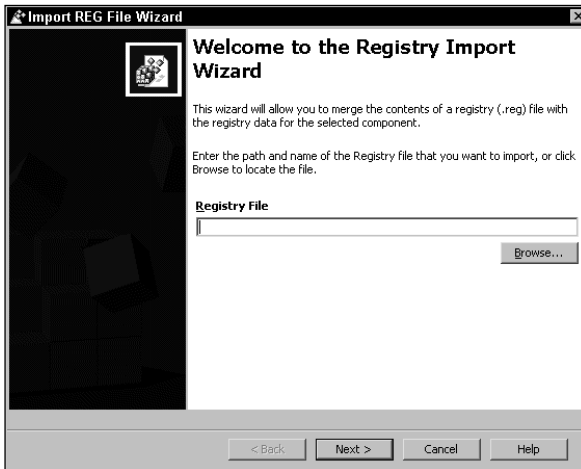 Import REG File Wizard
Welcome to the Registry Import
Wizard
This wizard will allow you to merge the contents of a registry (.reg) file with
the registry data for the selected component.
Enter the path and name of the Registry file that you want to import, or click
Browse to locate the file.
Registry File
Browse...
< Back
Next >
Cancel
Help